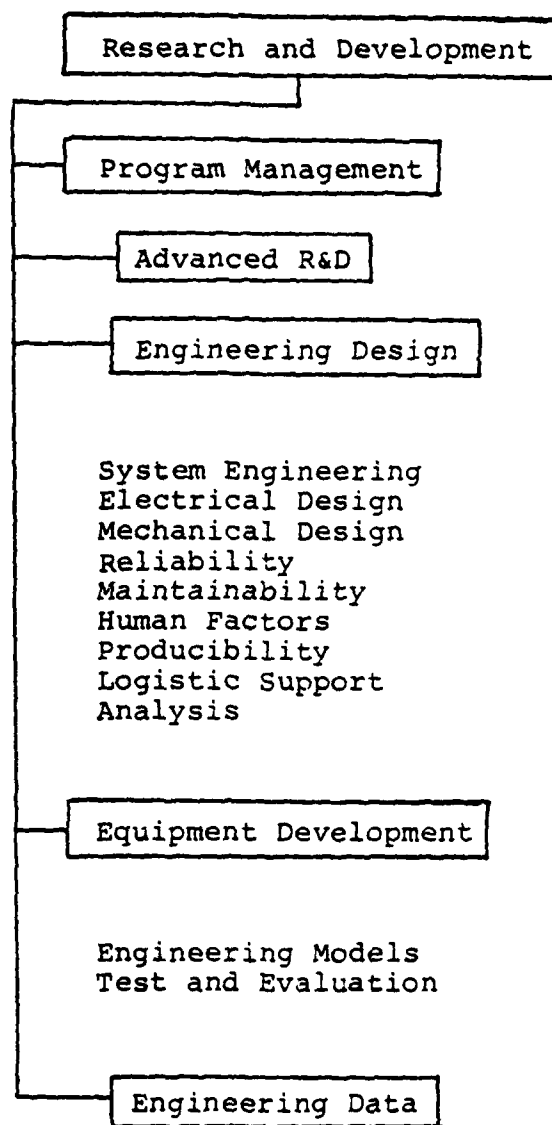 Research and Development
Program Management
Advanced R&D
Engineering Design
System Engineering
Electrical Design
Mechanical Design
Reliability
Maintainability
Human Factors
Producibility
Logistic Support
Analysis
Equipment Development
Engineering Models
Test and Evaluation
Engineering Data